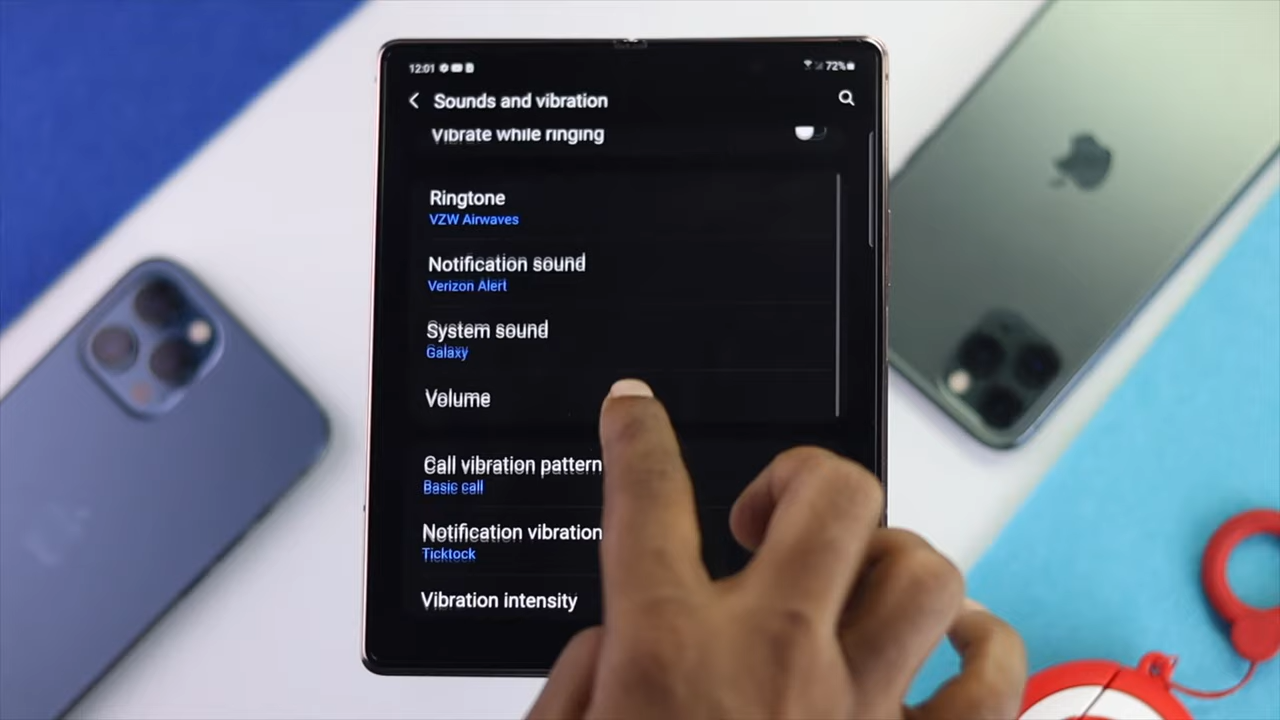 12:01
72%
Sounds and vibration
Vibrate while ringing
Ringtone
VZW Airwaves
Notification sound
Verizon Alert
System sound
Galaxy
Volume
Call vibration pattern
Basic call
Notification vibration
Ticktock
Vibration intensity